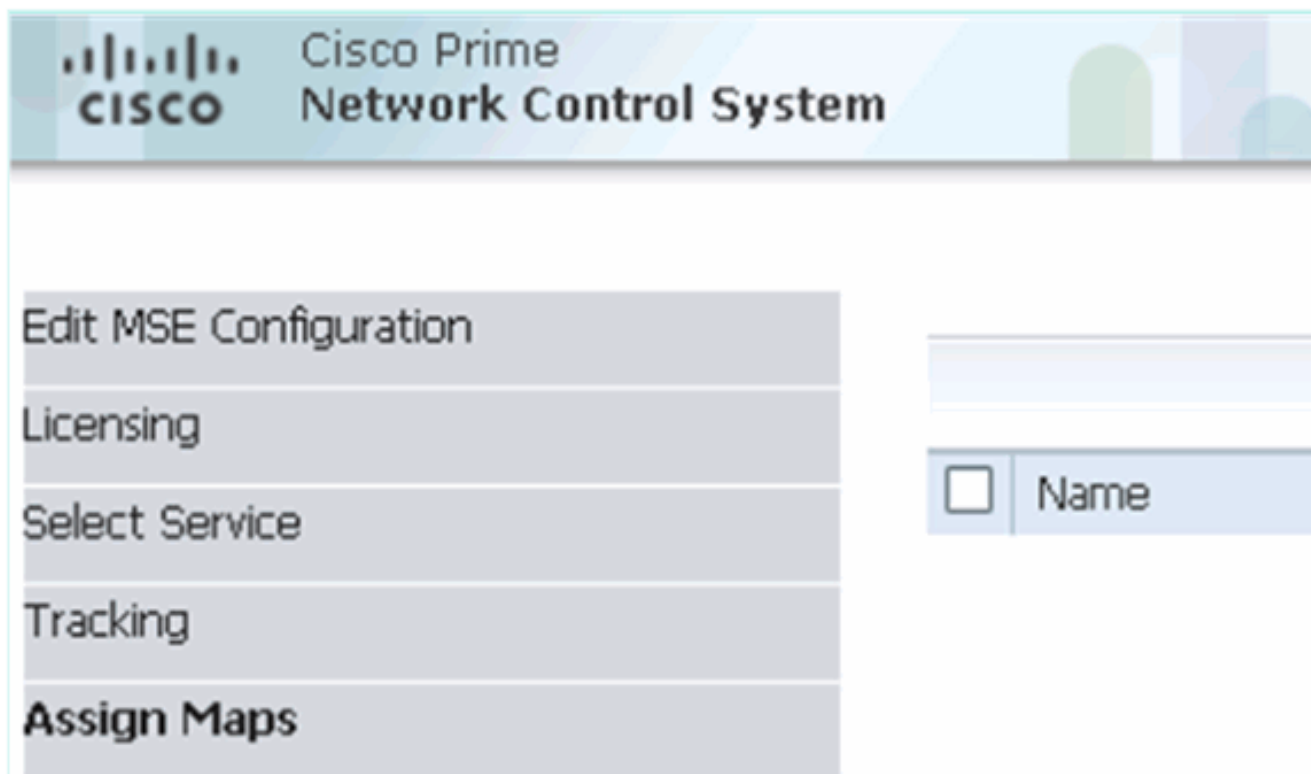 Cisco Prime
CISCO
Network Control System
Edit MSE Configuration
Licensing
Select Service
Tracking
Assign Maps
Name